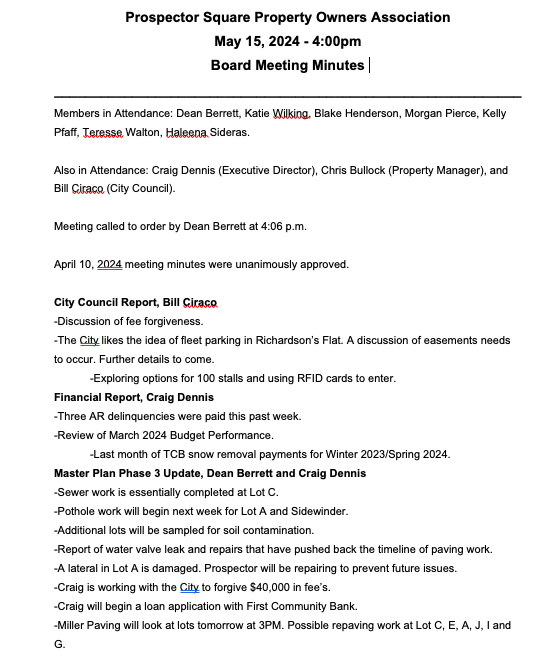 Prospector Square Property Owners Association
May 15, 2024 - 4:00pm
Board Meeting Minutes
Members in Attendance: Dean Berrett, Katie Wilking, Blake Henderson, Morgan Pierce, Kelly
Pfaff, Teresse Walton, Haleena Sideras.
Also in Attendance: Craig Dennis (Executive Director), Chris Bullock (Property Manager), and
Bill Ciraco (City Council).
Meeting called to order by Dean Berrett at 4:06 p.m.
April 10, 2024 meeting minutes were unanimously approved.
City Council Report, Bill Ciraco
-Discussion of fee forgiveness.
-The City likes the idea of fleet parking in Richardson's Flat. A discussion of easements needs
to occur. Further details to come.
-Exploring options for 100 stalls and using RFID cards to enter.
Financial Report, Craig Dennis
-Three AR delinquencies were paid this past week.
-Review of March 2024 Budget Performance.
-Last month of TCB snow removal payments for Winter 2023/Spring 2024.
Master Plan Phase 3 Update, Dean Berrett and Craig Dennis
-Sewer work is essentially completed at Lot C.
-Pothole work will begin next week for Lot A and Sidewinder.
-Additional lots will be sampled for soil contamination.
-Report of water valve leak and repairs that have pushed back the timeline of paving work.
-A lateral in Lot A is damaged. Prospector will be repairing to prevent future issues.
-Craig is working with the City to forgive $40,000 in fee's.
-Craig will begin a loan application with First Community Bank.
-Miller Paving will look at lots tomorrow at 3PM. Possible repaving work at Lot C, E, A, J, I and
G.